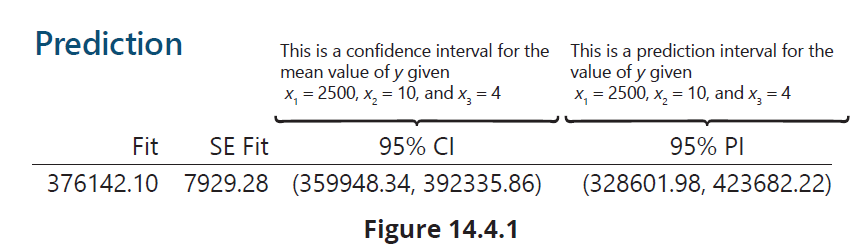 Prediction
This is a confidence interval for the
mean value of y given
x₁ = 2500, x₂ = 10, and x₃ = 4
This is a prediction interval for the
value of y given
x₁ = 2500, x₂ = 10, and x₃ = 4
Fit SE Fit 95% CI 95% PI
376142.10 7929.28 (359948.34, 392335.86) (328601.98, 423682.22)
Figure 14.4.1